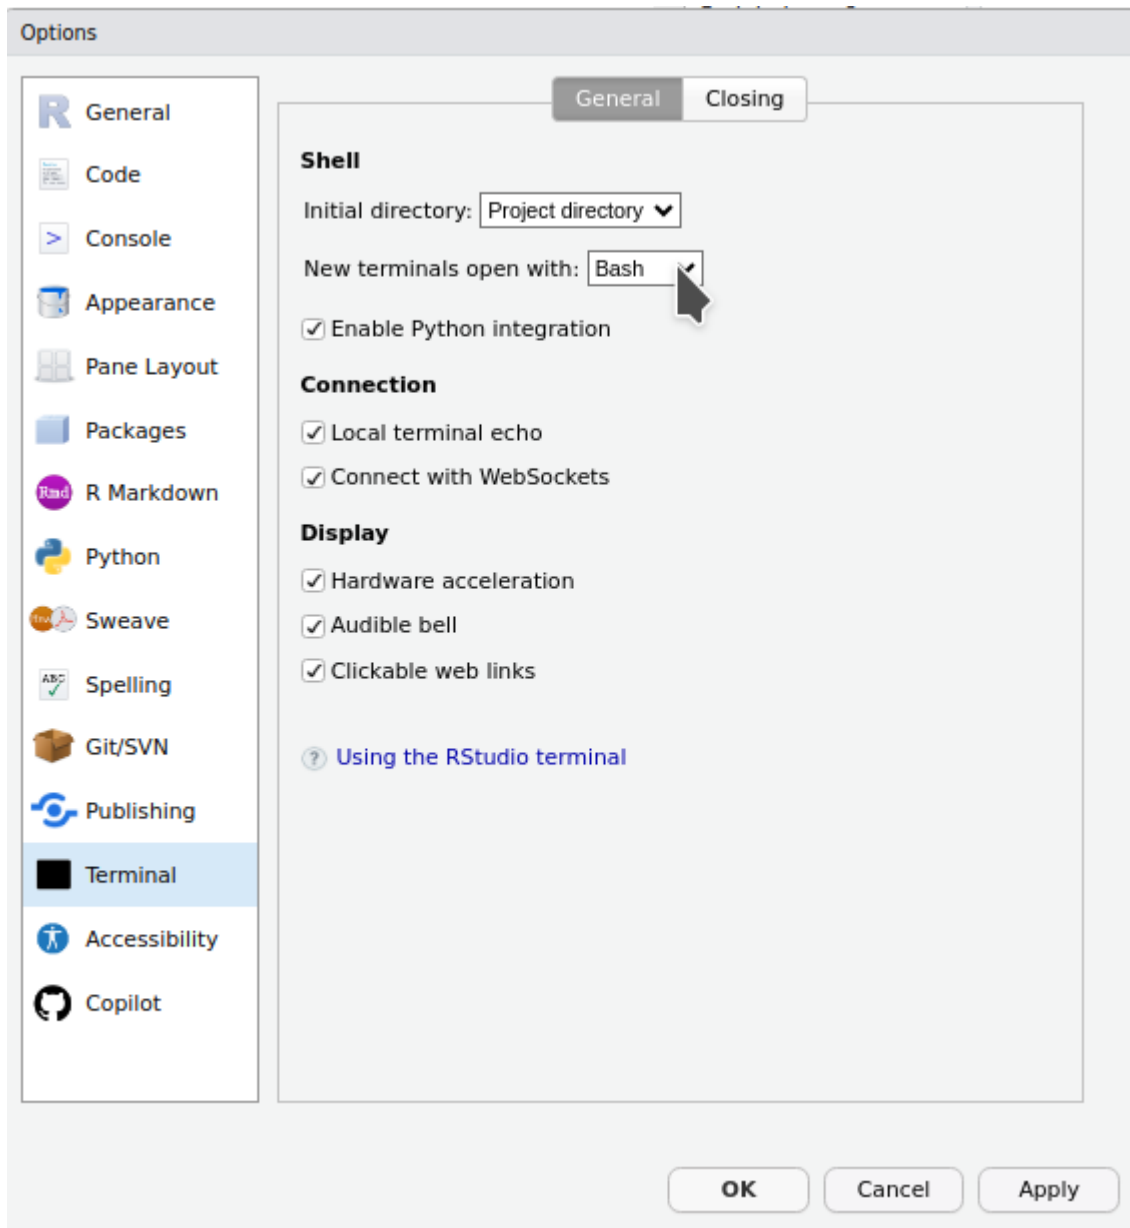 Options
General
Code
Console
Appearance
Pane Layout
Packages
Rmd R Markdown
Python
Sweave
ABC Spelling
Git/SVN
Publishing
Terminal
Accessibility
Copilot
General Closing
Shell
Initial directory: Project directory
New terminals open with: Bash
Enable Python integration
Connection
Local terminal echo
Connect with WebSockets
Display
Hardware acceleration
Audible bell
Clickable web links
? Using the RStudio terminal
OK Cancel Apply